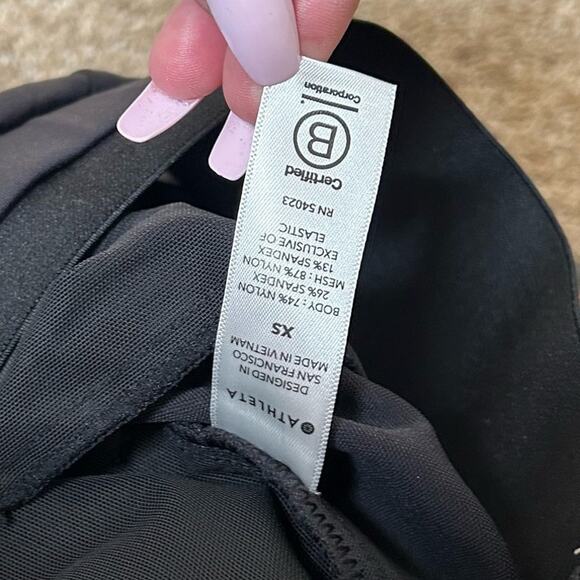 ATHLETA
DESIGNED IN
SAN FRANCISCO
MADE IN VIETNAM
XS
BODY : 74% NYLON
26% SPANDEX
MESH : 87% NYLON
13% SPANDEX
EXCLUSIVE OF
ELASTIC
RN 54023
Certified
B
Corporation